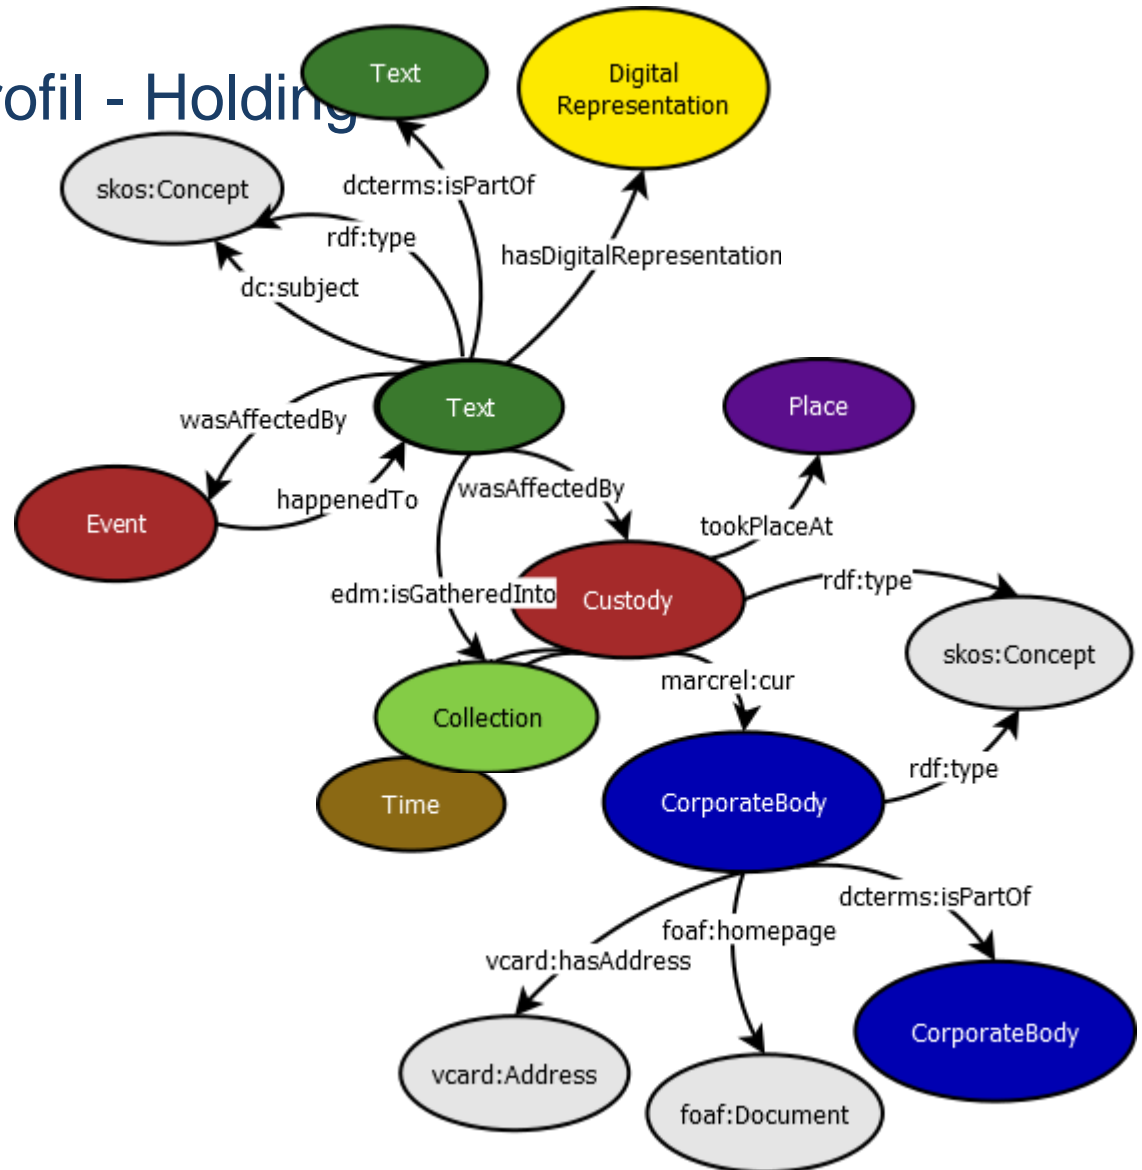 Text
Digital
Representation
rofil - Holding
skos:Concept
dcterms:isPartOf
rdf:type
hasDigitalRepresentation
dc:subject
Text
Place
wasAffectedBy
wasAffectedBy
happenedTo
Event
tookPlaceAt
edm:isGatheredInto
Custody
rdf:type
skos:Concept
marcrel:cur
Collection
rdf:type
Time
CorporateBody
dcterms:isPartOf
foaf:homepage
vcard:hasAddress
CorporateBody
vcard:Address
foaf:Document